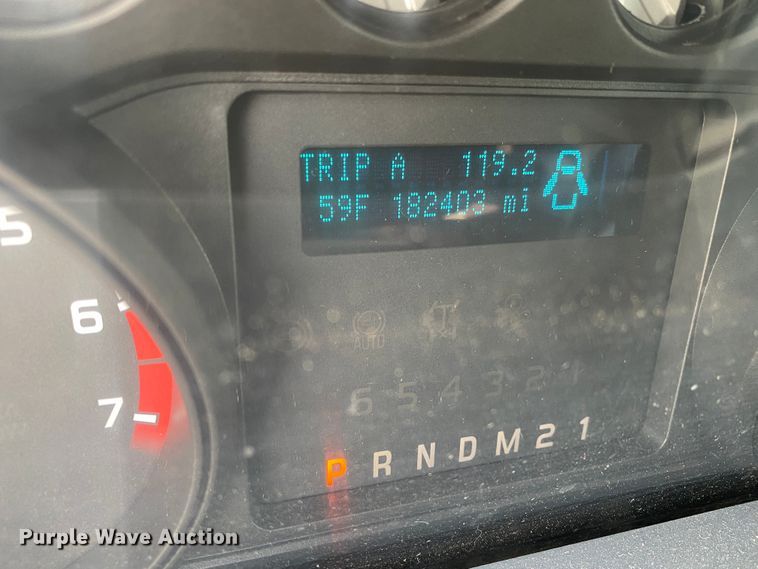 TRIP A 119.2
59F 182403 mi
5
6
7
AUTO
6 5 4 3 2 1
P R N D M 2 1
Purple Wave Auction